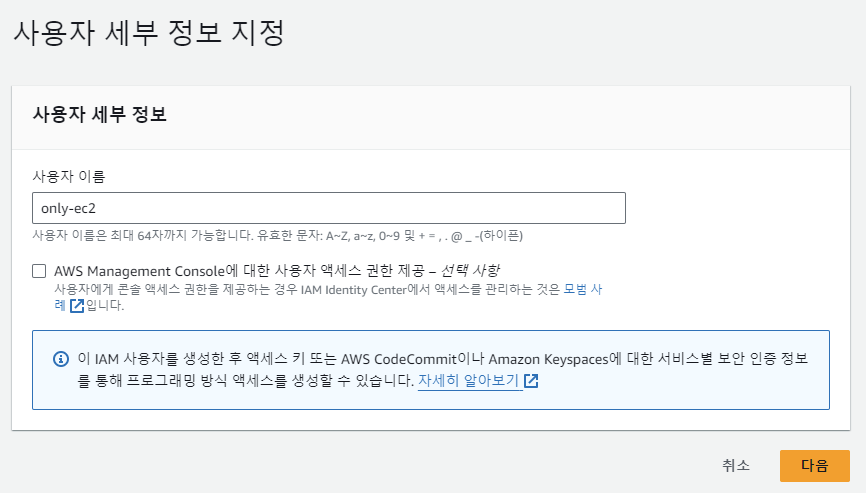 사용자 세부 정보 지정
사용자 세부 정보
사용자 이름
only-ec2
사용자 이름은 최대 64자까지 가능합니다. 유효한 문자: A~Z, a~z, 0~9 및 + = , . @ _ -(하이픈)
AWS Management Console에 대한 사용자 액세스 권한 제공 – 선택 사항
사용자에게 콘솔 액세스 권한을 제공하는 경우 IAM Identity Center에서 액세스를 관리하는 것은 모범 사
례 입니다.
이 IAM 사용자를 생성한 후 액세스 키 또는 AWS CodeCommit이나 Amazon Keyspaces에 대한 서비스별 보안 인증 정보
를 통해 프로그래밍 방식 액세스를 생성할 수 있습니다. 자세히 알아보기
취소
다음